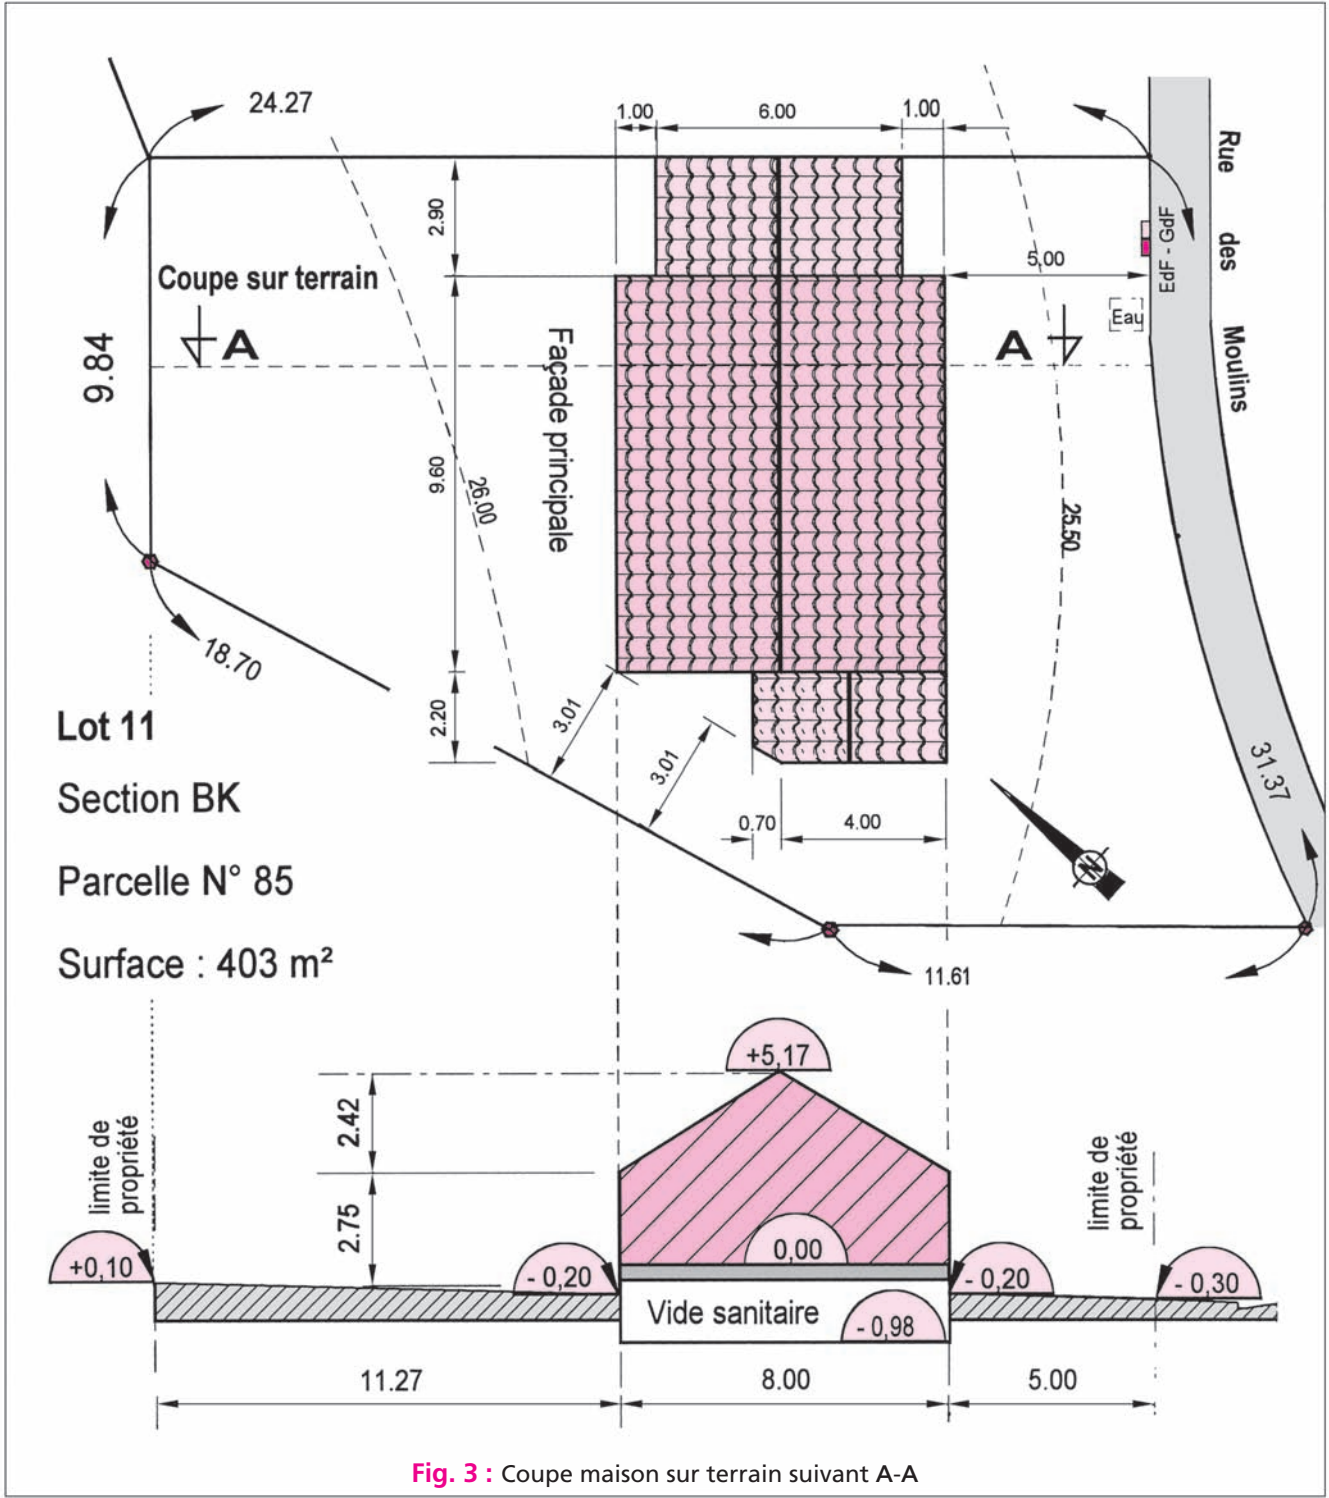 24.27
1.00
6.00
1.00
Rue des Moulins
2.90
EdF - GdF
Coupe sur terrain
5.00
Eau
A
A
9.84
Façade principale
9.60
26.00
25.50
18.70
2.20
3.01
3.01
Lot 11
31.37
Section BK
0.70
4.00
N
Parcelle N° 85
Surface : 403 m²
11.61
+5,17
2.42
limite de
propriété
limite de
propriété
2.75
0,00
+0,10
- 0,20
- 0,20
- 0,30
Vide sanitaire
- 0,98
11.27
8.00
5.00
Fig. 3 : Coupe maison sur terrain suivant A-A